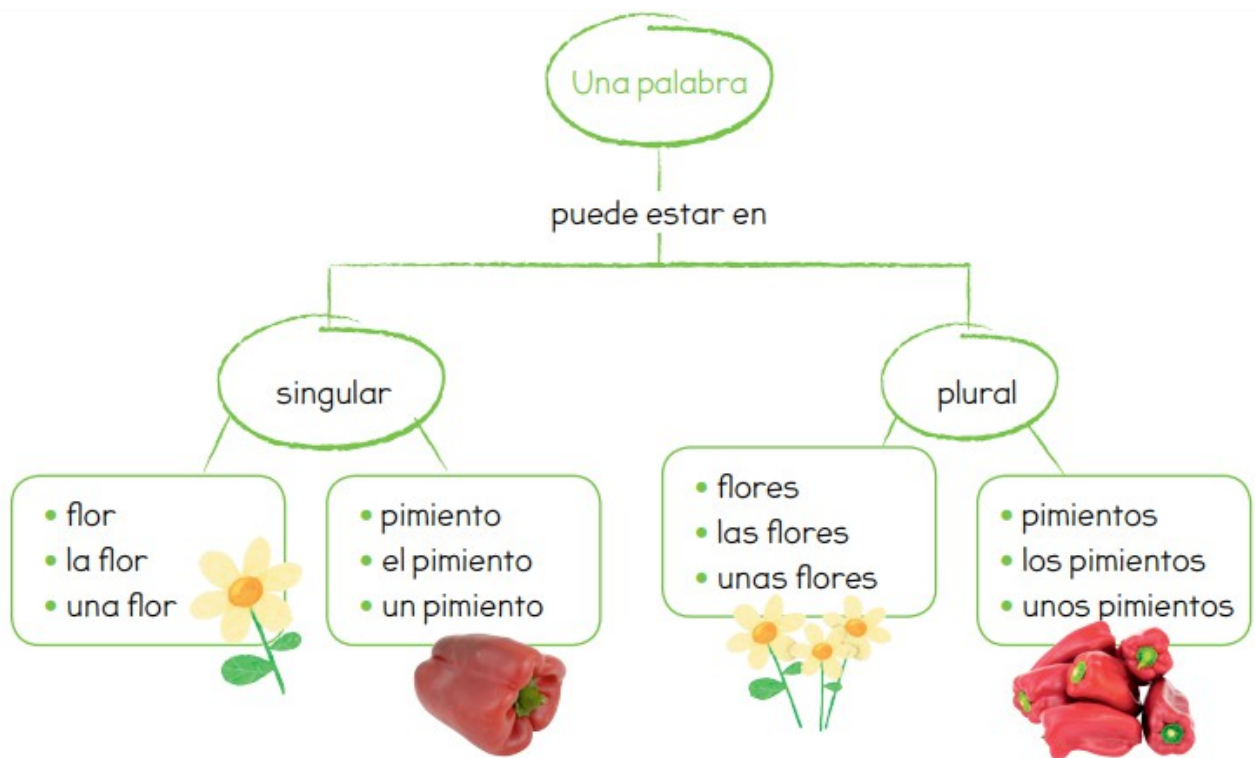 Una palabra
puede estar en
singular
plural
• flor
• la flor
• una flor
• pimiento
• el pimiento
• un pimiento
• flores
• las flores
• unas flores
• pimientos
• los pimientos
• unos pimientos